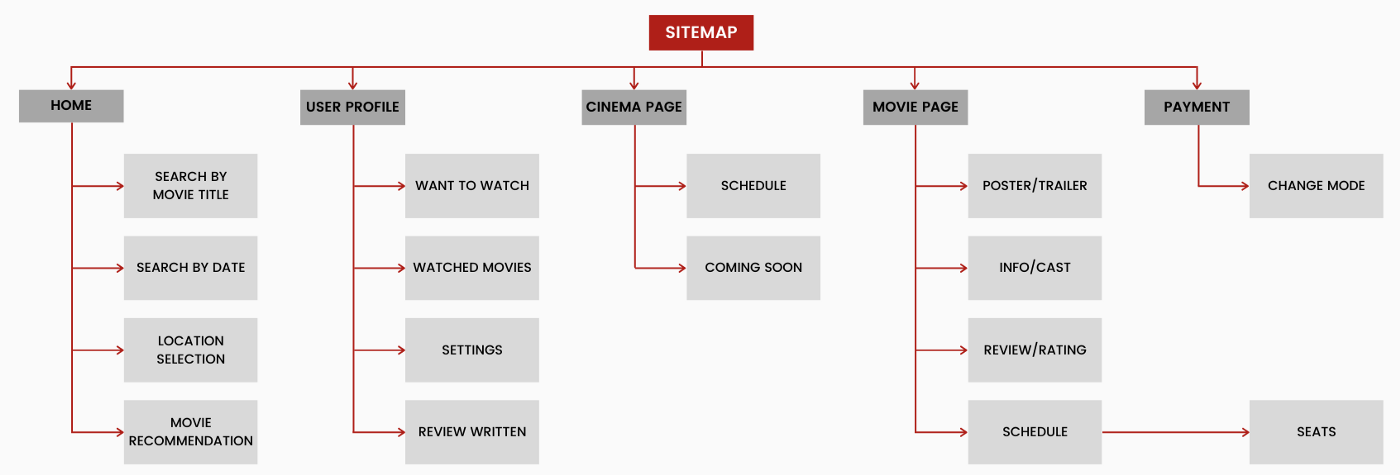 SITEMAP
HOME
USER PROFILE
CINEMA PAGE
MOVIE PAGE
PAYMENT
SEARCH BY
MOVIE TITLE
WANT TO WATCH
SCHEDULE
POSTER/TRAILER
CHANGE MODE
SEARCH BY DATE
WATCHED MOVIES
COMING SOON
INFO/CAST
LOCATION
SELECTION
SETTINGS
REVIEW/RATING
MOVIE
RECOMMENDATION
REVIEW WRITTEN
SCHEDULE
SEATS